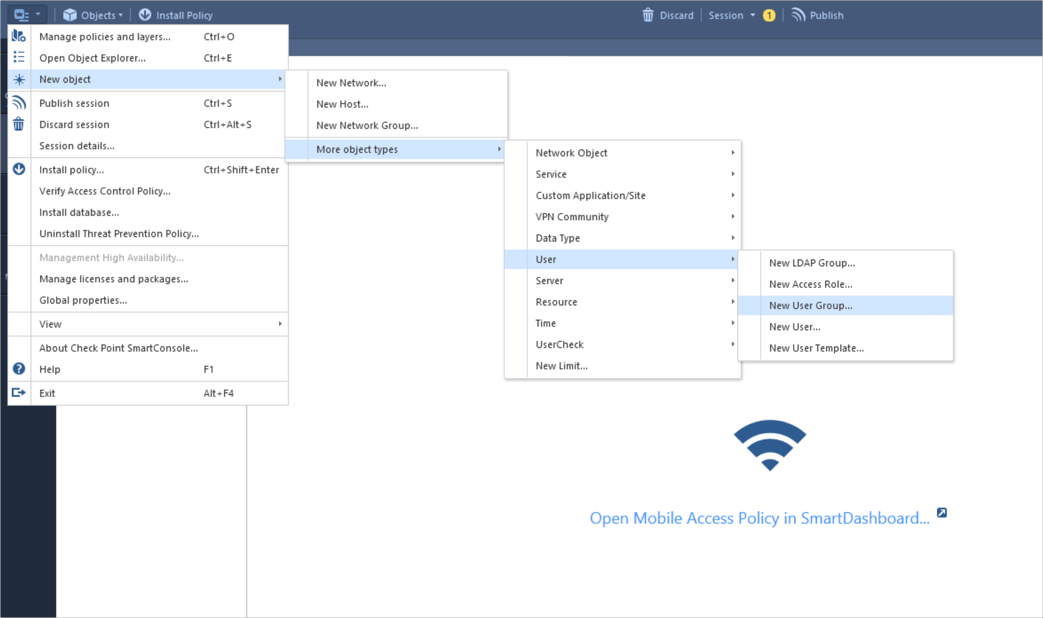 Objects
Install Policy
Discard
Session
1
Publish
Manage policies and layers... Ctrl+O
Open Object Explorer... Ctrl+E
New object
Publish session Ctrl+S
Discard session Ctrl+Alt+S
Session details...
Install policy... Ctrl+Shift+Enter
Verify Access Control Policy...
Install database...
Uninstall Threat Prevention Policy...
Management High Availability...
Manage licenses and packages...
Global properties...
View
About Check Point SmartConsole...
Help F1
Exit Alt+F4
New Network...
New Host...
New Network Group...
More object types
Network Object
Service
Custom Application/Site
VPN Community
Data Type
User
Server
Resource
Time
UserCheck
New Limit...
New LDAP Group...
New Access Role...
New User Group...
New User...
New User Template...
Open Mobile Access Policy in SmartDashboard...